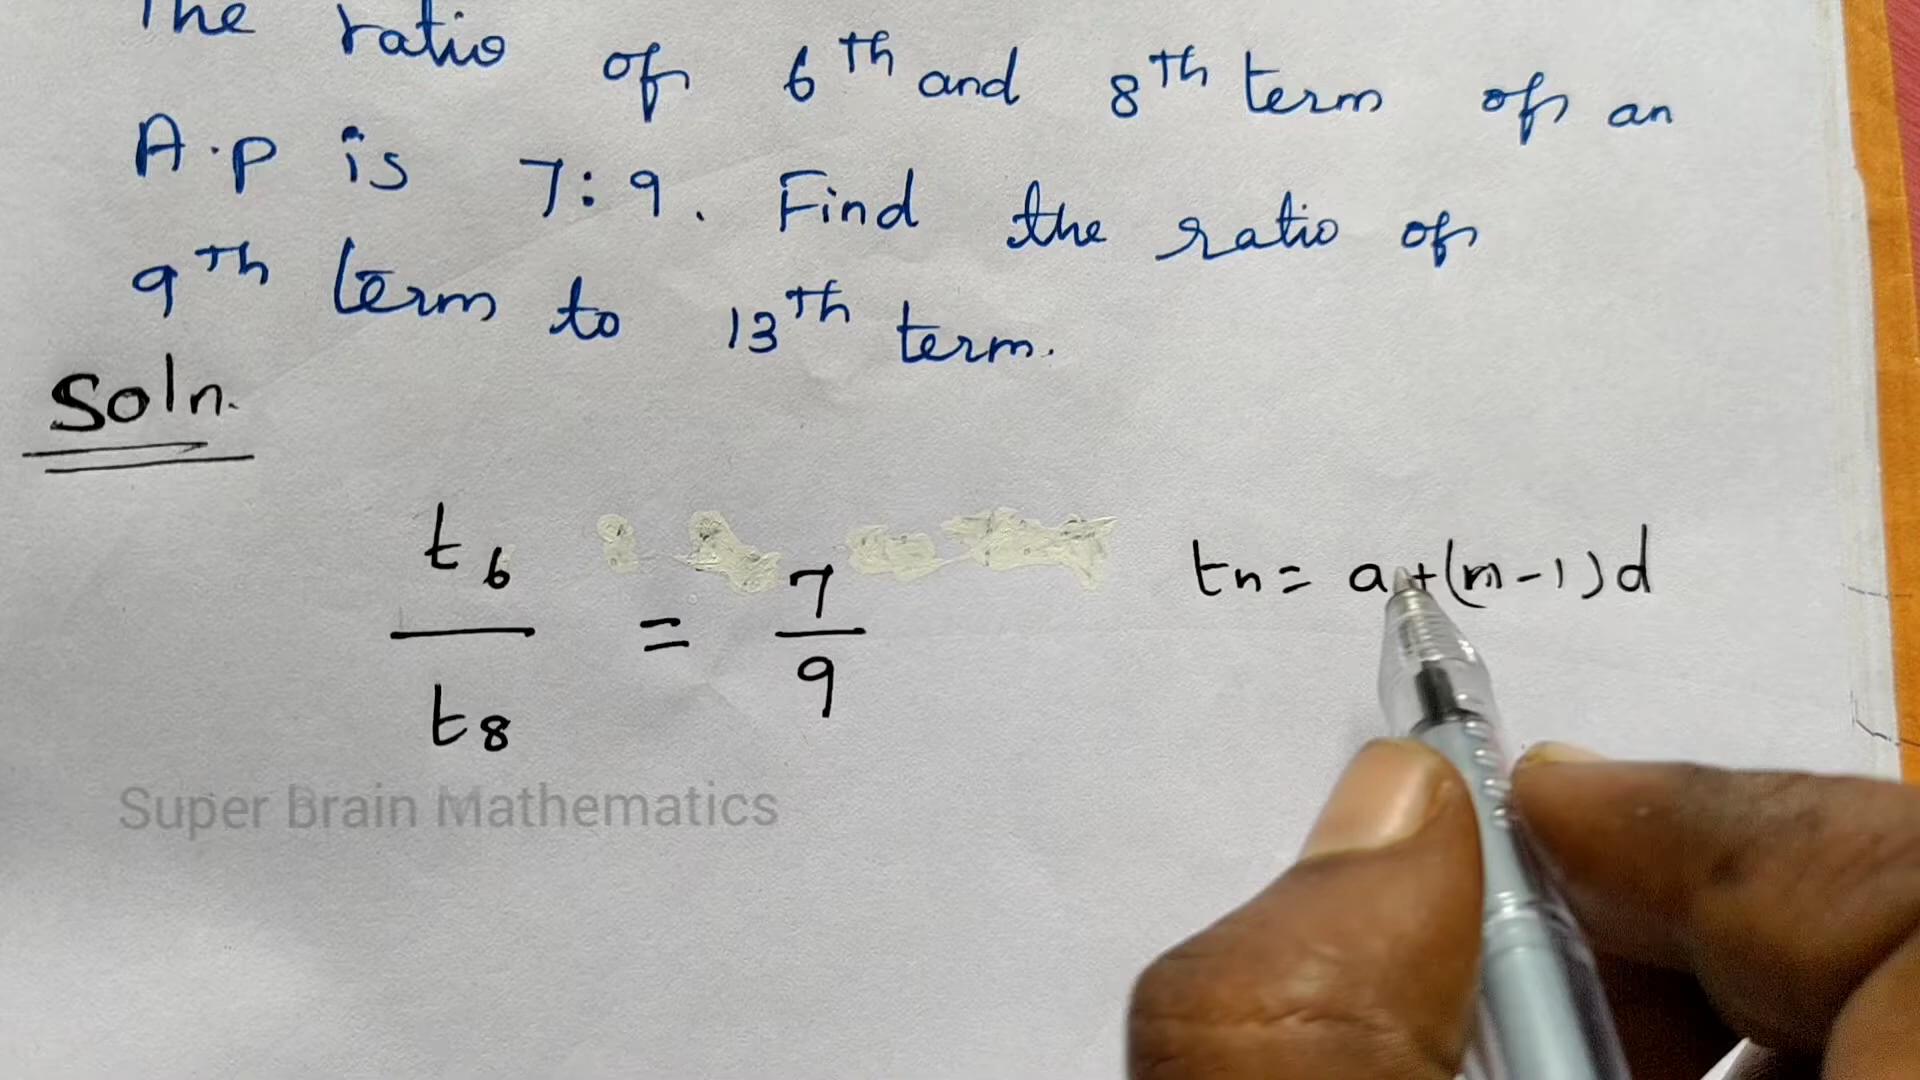 The ratio of 6th and 8th term of an
A.p is 7:9. Find the ratio of
9th term to 13th term.
Soln.
t6
t8
=
7
9
tn = a+(n-1)d
Super Brain Mathematics